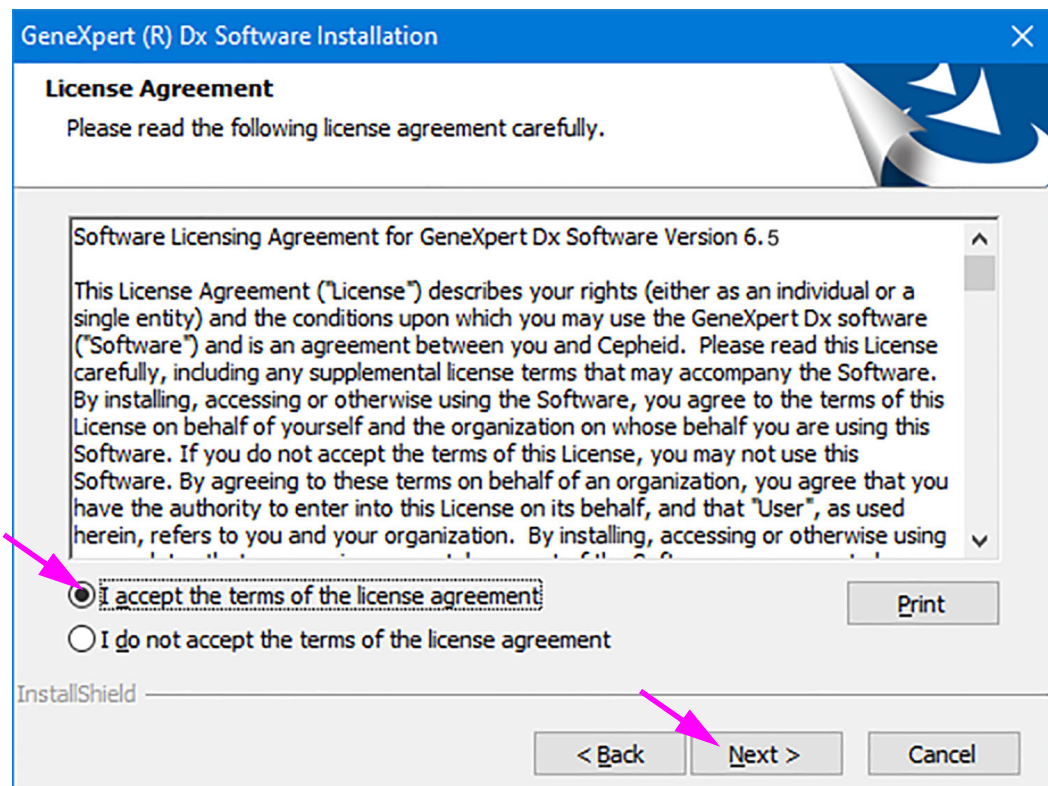 GeneXpert (R) Dx Software Installation
License Agreement
Please read the following license agreement carefully.
Software Licensing Agreement for GeneXpert Dx Software Version 6.5
This License Agreement ("License") describes your rights (either as an individual or a
single entity) and the conditions upon which you may use the GeneXpert Dx software
("Software") and is an agreement between you and Cepheid.  Please read this License
carefully, including any supplemental license terms that may accompany the Software.
By installing, accessing or otherwise using the Software, you agree to the terms of this
License on behalf of yourself and the organization on whose behalf you are using this
Software. If you do not accept the terms of this License, you may not use this
Software. By agreeing to these terms on behalf of an organization, you agree that you
have the authority to enter into this License on its behalf, and that "User", as used
herein, refers to you and your organization.  By installing, accessing or otherwise using
I accept the terms of the license agreement
Print
I do not accept the terms of the license agreement
InstallShield
< Back
Next >
Cancel